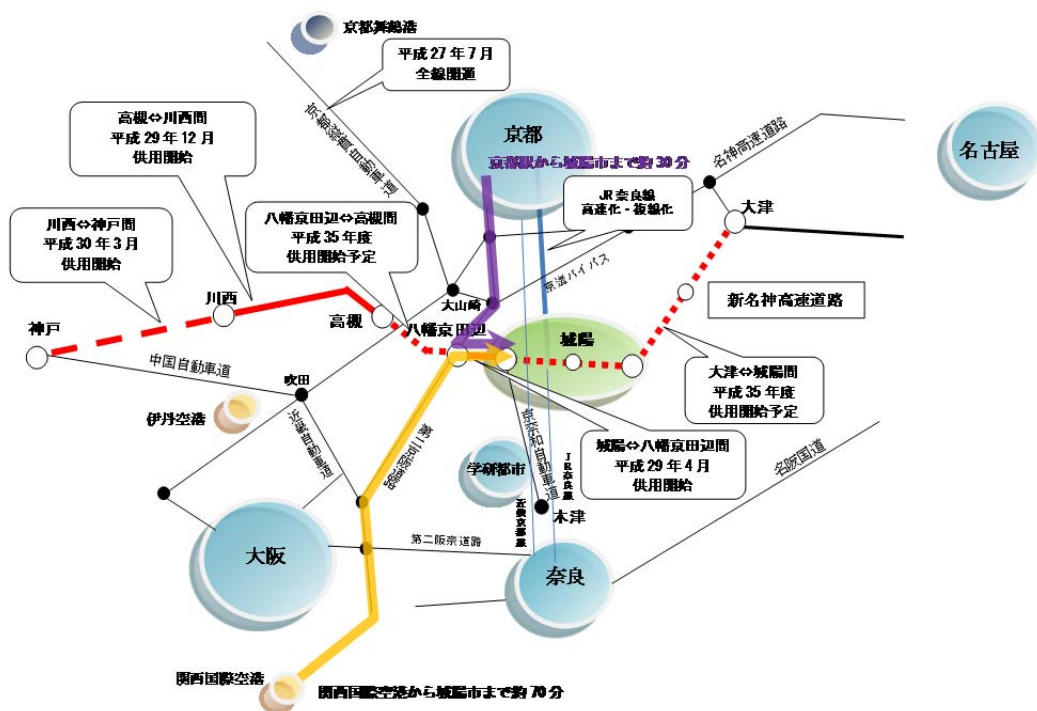 京都舞鶴港
平成27年7月
全線開通
京都縦貫自動車道
高槻⇔川西間
平成29年12月
供用開始
京都
京都駅から城陽市まで約30分
名神高速道路
名古屋
JR奈良線
高速化・複線化
大津
川西⇔神戸間
平成30年3月
供用開始
八幡京田辺⇔高槻間
平成35年度
供用開始予定
京滋バイパス
新名神高速道路
川西
大山崎
高槻
八幡京田辺
城陽
神戸
中国自動車道
吹田
大津⇔城陽間
平成35年度
供用開始予定
伊丹空港
近畿自動車道
第二京阪道路
京奈和自動車道
JR奈良線
城陽⇔八幡京田辺間
平成29年4月
供用開始
名阪国道
学研都市
近鉄京都線
木津
大阪
第二阪奈道路
奈良
関西国際空港
関西国際空港から城陽市まで約70分